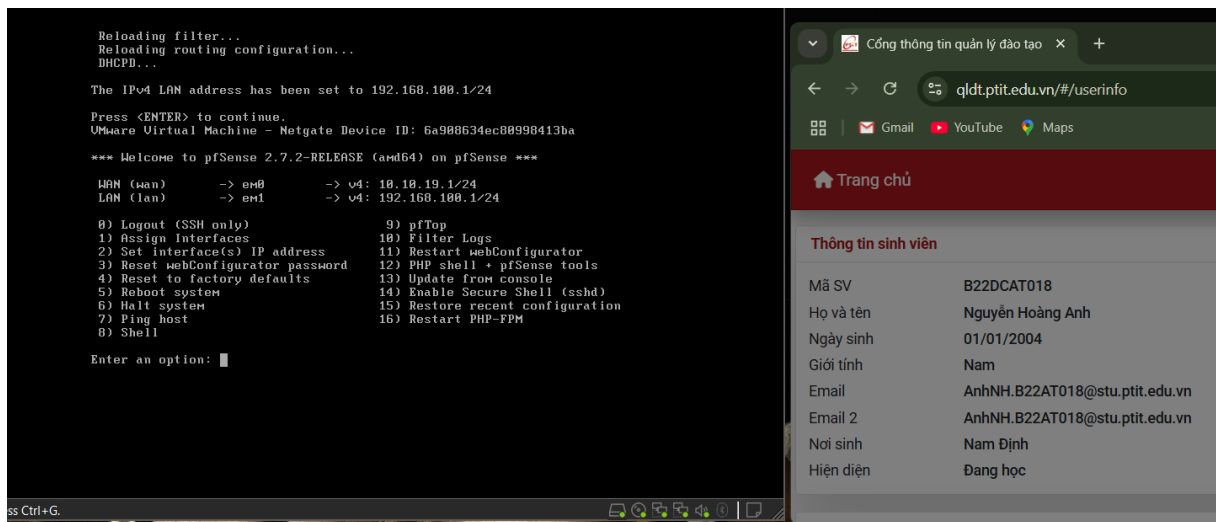 Reloading filter...
Reloading routing configuration...
DHCPD...
The IPv4 LAN address has been set to 192.168.100.1/24
Press <ENTER> to continue.
VMware Virtual Machine - Netgate Device ID: 6a908634ec80998413ba
*** Welcome to pfSense 2.7.2-RELEASE (amd64) on pfSense ***
WAN (wan) -> em0 -> v4: 10.10.19.1/24
LAN (lan) -> em1 -> v4: 192.168.100.1/24
0) Logout (SSH only) 9) pfTop
1) Assign Interfaces 10) Filter Logs
2) Set interface(s) IP address 11) Restart webConfigurator
3) Reset webConfigurator password 12) PHP shell + pfSense tools
4) Reset to factory defaults 13) Update from console
5) Reboot system 14) Enable Secure Shell (sshd)
6) Halt system 15) Restore recent configuration
7) Ping host 16) Restart PHP-FPM
8) Shell
Enter an option:
ss Ctrl+G.
Cổng thông tin quản lý đào tạo
qldt.ptit.edu.vn/#/userinfo
Gmail YouTube Maps
Trang chủ
Thông tin sinh viên
Mã SV B22DCAT018
Họ và tên Nguyễn Hoàng Anh
Ngày sinh 01/01/2004
Giới tính Nam
Email AnhNH.B22AT018@stu.ptit.edu.vn
Email 2 AnhNH.B22AT018@stu.ptit.edu.vn
Nơi sinh Nam Định
Hiện diện Đang học